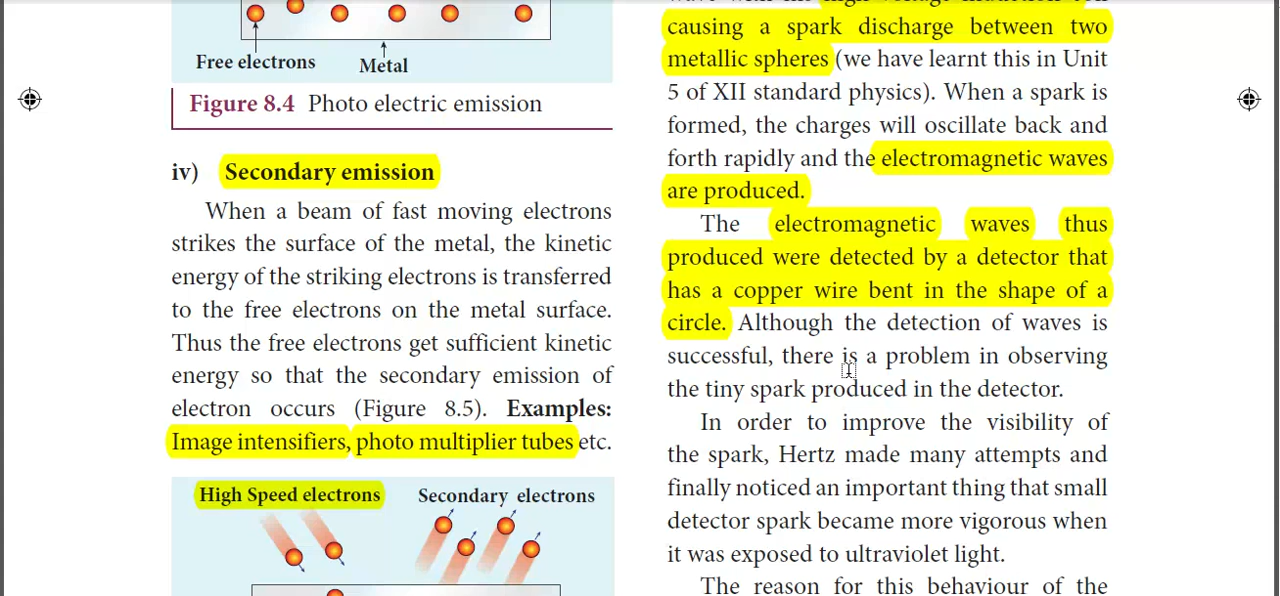 Free electrons
Metal
Figure 8.4 Photo electric emission
iv) Secondary emission
When a beam of fast moving electrons
strikes the surface of the metal, the kinetic
energy of the striking electrons is transferred
to the free electrons on the metal surface.
Thus the free electrons get sufficient kinetic
energy so that the secondary emission of
electron occurs (Figure 8.5). Examples:
Image intensifiers, photo multiplier tubes etc.
High Speed electrons
Secondary electrons
causing a spark discharge between two
metallic spheres (we have learnt this in Unit
5 of XII standard physics). When a spark is
formed, the charges will oscillate back and
forth rapidly and the electromagnetic waves
are produced.
The electromagnetic waves thus
produced were detected by a detector that
has a copper wire bent in the shape of a
circle. Although the detection of waves is
successful, there is a problem in observing
the tiny spark produced in the detector.
In order to improve the visibility of
the spark, Hertz made many attempts and
finally noticed an important thing that small
detector spark became more vigorous when
it was exposed to ultraviolet light.
The reason for this behaviour of the